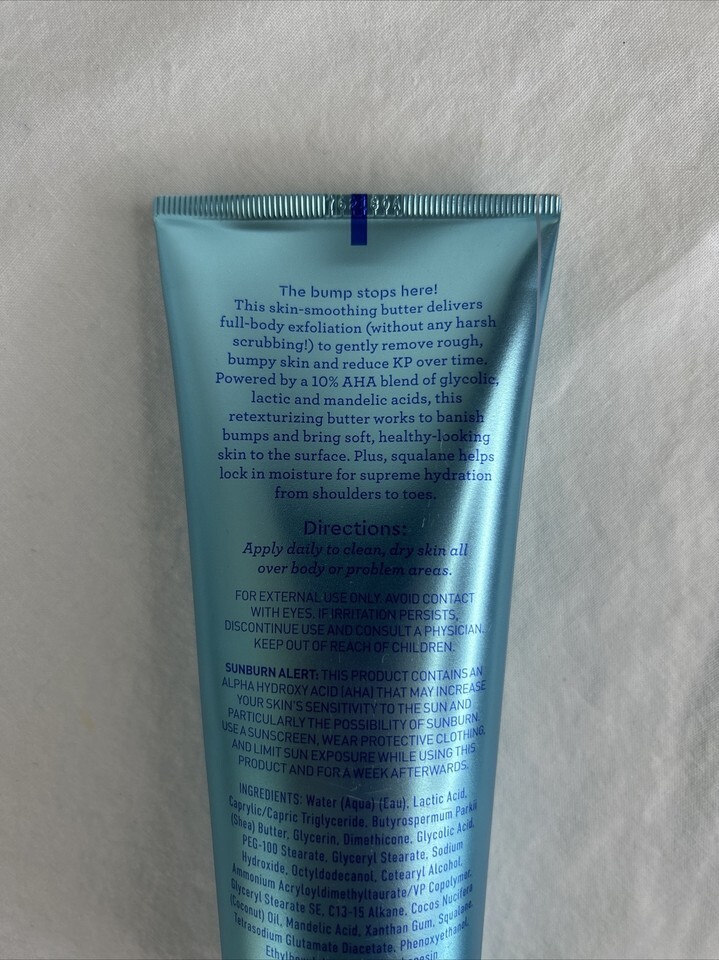 The bump stops here!
This skin-smoothing butter delivers
full-body exfoliation (without any harsh
scrubbing!) to gently remove rough,
bumpy skin and reduce KP over time.
Powered by a 10% AHA blend of glycolic,
lactic and mandelic acids, this
retexturizing butter works to banish
bumps and bring soft, healthy-looking
skin to the surface. Plus, squalane helps
lock in moisture for supreme hydration
from shoulders to toes.
Directions:
Apply daily to clean, dry skin all
over body or problem areas.
FOR EXTERNAL USE ONLY. AVOID CONTACT
WITH EYES. IF IRRITATION PERSISTS,
DISCONTINUE USE AND CONSULT A PHYSICIAN.
KEEP OUT OF REACH OF CHILDREN.
SUNBURN ALERT: THIS PRODUCT CONTAINS AN
ALPHA HYDROXY ACID (AHA) THAT MAY INCREASE
YOUR SKIN'S SENSITIVITY TO THE SUN AND
PARTICULARLY THE POSSIBILITY OF SUNBURN.
USE A SUNSCREEN, WEAR PROTECTIVE CLOTHING,
AND LIMIT SUN EXPOSURE WHILE USING THIS
PRODUCT AND FOR A WEEK AFTERWARDS.
INGREDIENTS: Water (Aqua) (Eau), Lactic Acid,
Caprylic/Capric Triglyceride, Butyrospermum Parkii
(Shea) Butter, Glycerin, Dimethicone, Glycolic Acid,
PEG-100 Stearate, Glyceryl Stearate, Sodium
Hydroxide, Octyldodecanol, Cetearyl Alcohol,
Ammonium Acryloyldimethyltaurate/VP Copolymer,
Glyceryl Stearate SE, C13-15 Alkane, Cocos Nucifera
(Coconut) Oil, Mandelic Acid, Xanthan Gum, Squalane,
Tetrasodium Glutamate Diacetate, Phenoxyethanol,